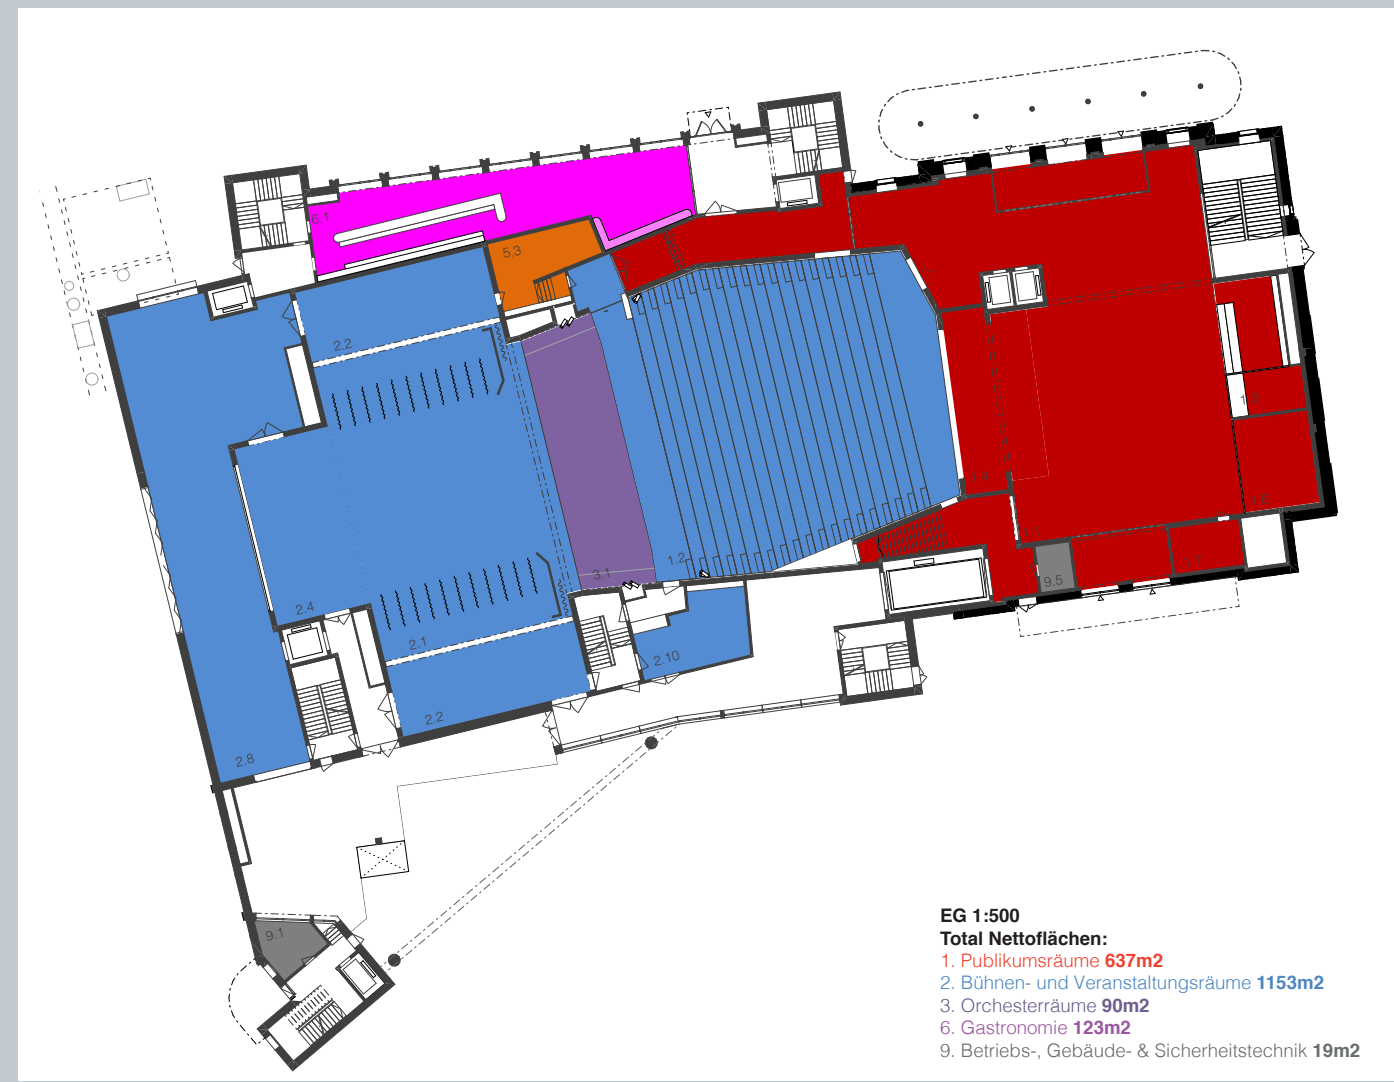 6.1
5.3
2.2
3.1
1.2
2.4
2.1
2.10
2.2
2.8
9.5
9.1
EG 1:500
Total Nettoflächen:
1. Publikumsräume 637m2
2. Bühnen- und Veranstaltungsräume 1153m2
3. Orchesterräume 90m2
6. Gastronomie 123m2
9. Betriebs-, Gebäude- & Sicherheitstechnik 19m2